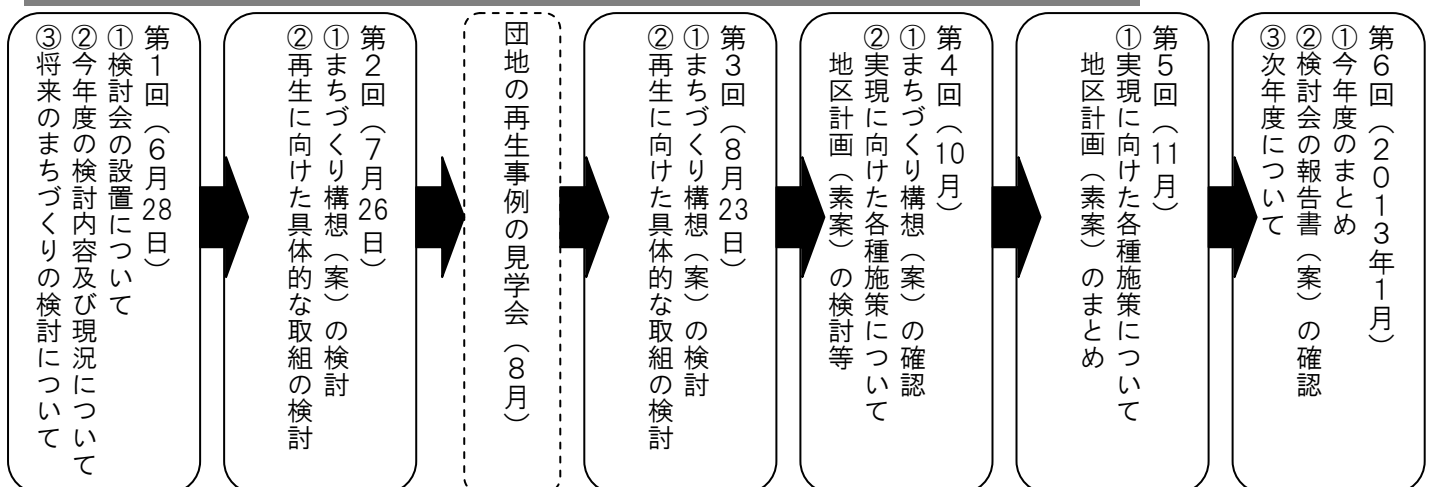 第１回（６月28日）
①検討会の設置について
②今年度の検討内容及び現況について
③将来のまちづくりの検討について
第２回（７月26日）
①まちづくり構想（案）の検討
②再生に向けた具体的な取組の検討
団地の再生事例の見学会（８月）
第３回（８月23日）
①まちづくり構想（案）の検討
②再生に向けた具体的な取組の検討
第４回（10月）
①まちづくり構想（案）の確認
②実現に向けた各種施策について
地区計画（素案）の検討等
第５回（11月）
①実現に向けた各種施策について
地区計画（素案）のまとめ
第６回（２０１３年１月）
①今年度のまとめ
②検討会の報告書（案）の確認
③次年度について